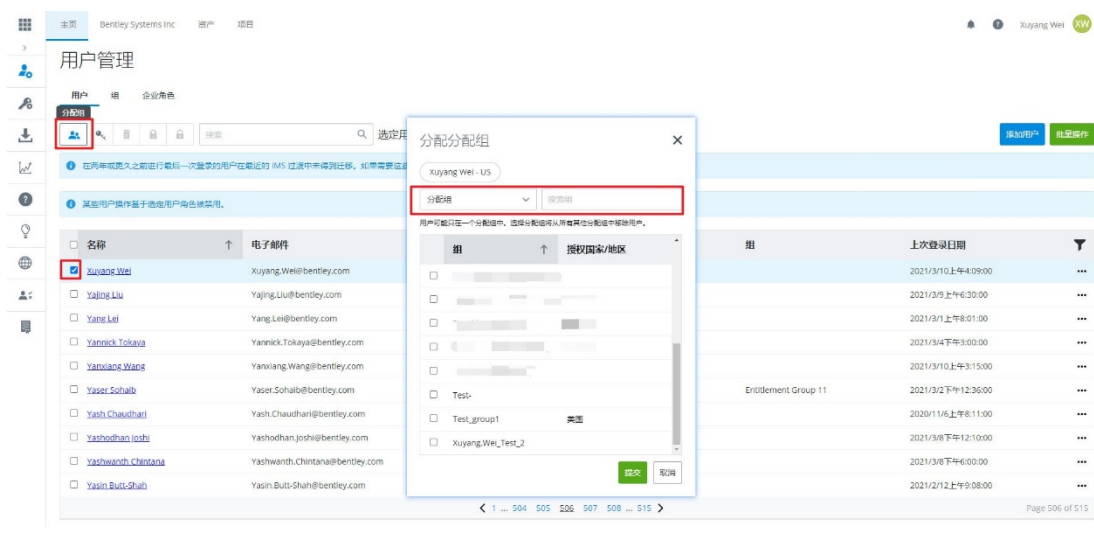 主页 Bentley Systems Inc 资产 项目 Xuyang Wei XW
用户管理
用户 组 企业角色
分配组
搜索 选定用
添加用户 批量操作
在两年或更久之前进行最后一次登录的用户在最近的 IMS 过渡中未得到迁移。如果需要这
某些用户操作基于选定用户角色被禁用。
名称 电子邮件 组 上次登录日期
Xuyang Wei Xuyang.Wei@bentley.com 2021/3/10上午4:09:00
Yajing Liu Yajing.Liu@bentley.com 2021/3/9上午6:30:00
Yang Lei Yang.Lei@bentley.com 2021/3/1上午8:01:00
Yannick Tokaya Yannick.Tokaya@bentley.com 2021/3/4下午3:00:00
Yanxiang Wang Yanxiang.Wang@bentley.com 2021/3/10上午3:15:00
Yaser Sohaib Yaser.Sohaib@bentley.com Entitlement Group 11 2021/3/2下午12:36:00
Yash Chaudhari Yash.Chaudhari@bentley.com 2020/11/6上午8:11:00
Yashodhan Joshi Yashodhan.Joshi@bentley.com 2021/3/8下午12:10:00
Yashwanth Chintana Yashwanth.Chintana@bentley.com 2021/3/8下午6:00:00
Yasin Butt-Shah Yasin.Butt-Shah@bentley.com 2021/2/12上午9:08:00
分配分配组
Xuyang Wei - US
分配组 搜索组
用户可能只在一个分配组中。选择分配组将从所有其他分配组中移除用户。
组 授权国家/地区
Test-
Test_group1 美国
Xuyang.Wei_Test_2
提交 取消
1 ... 504 505 506 507 508 ... 515
Page 506 of 515